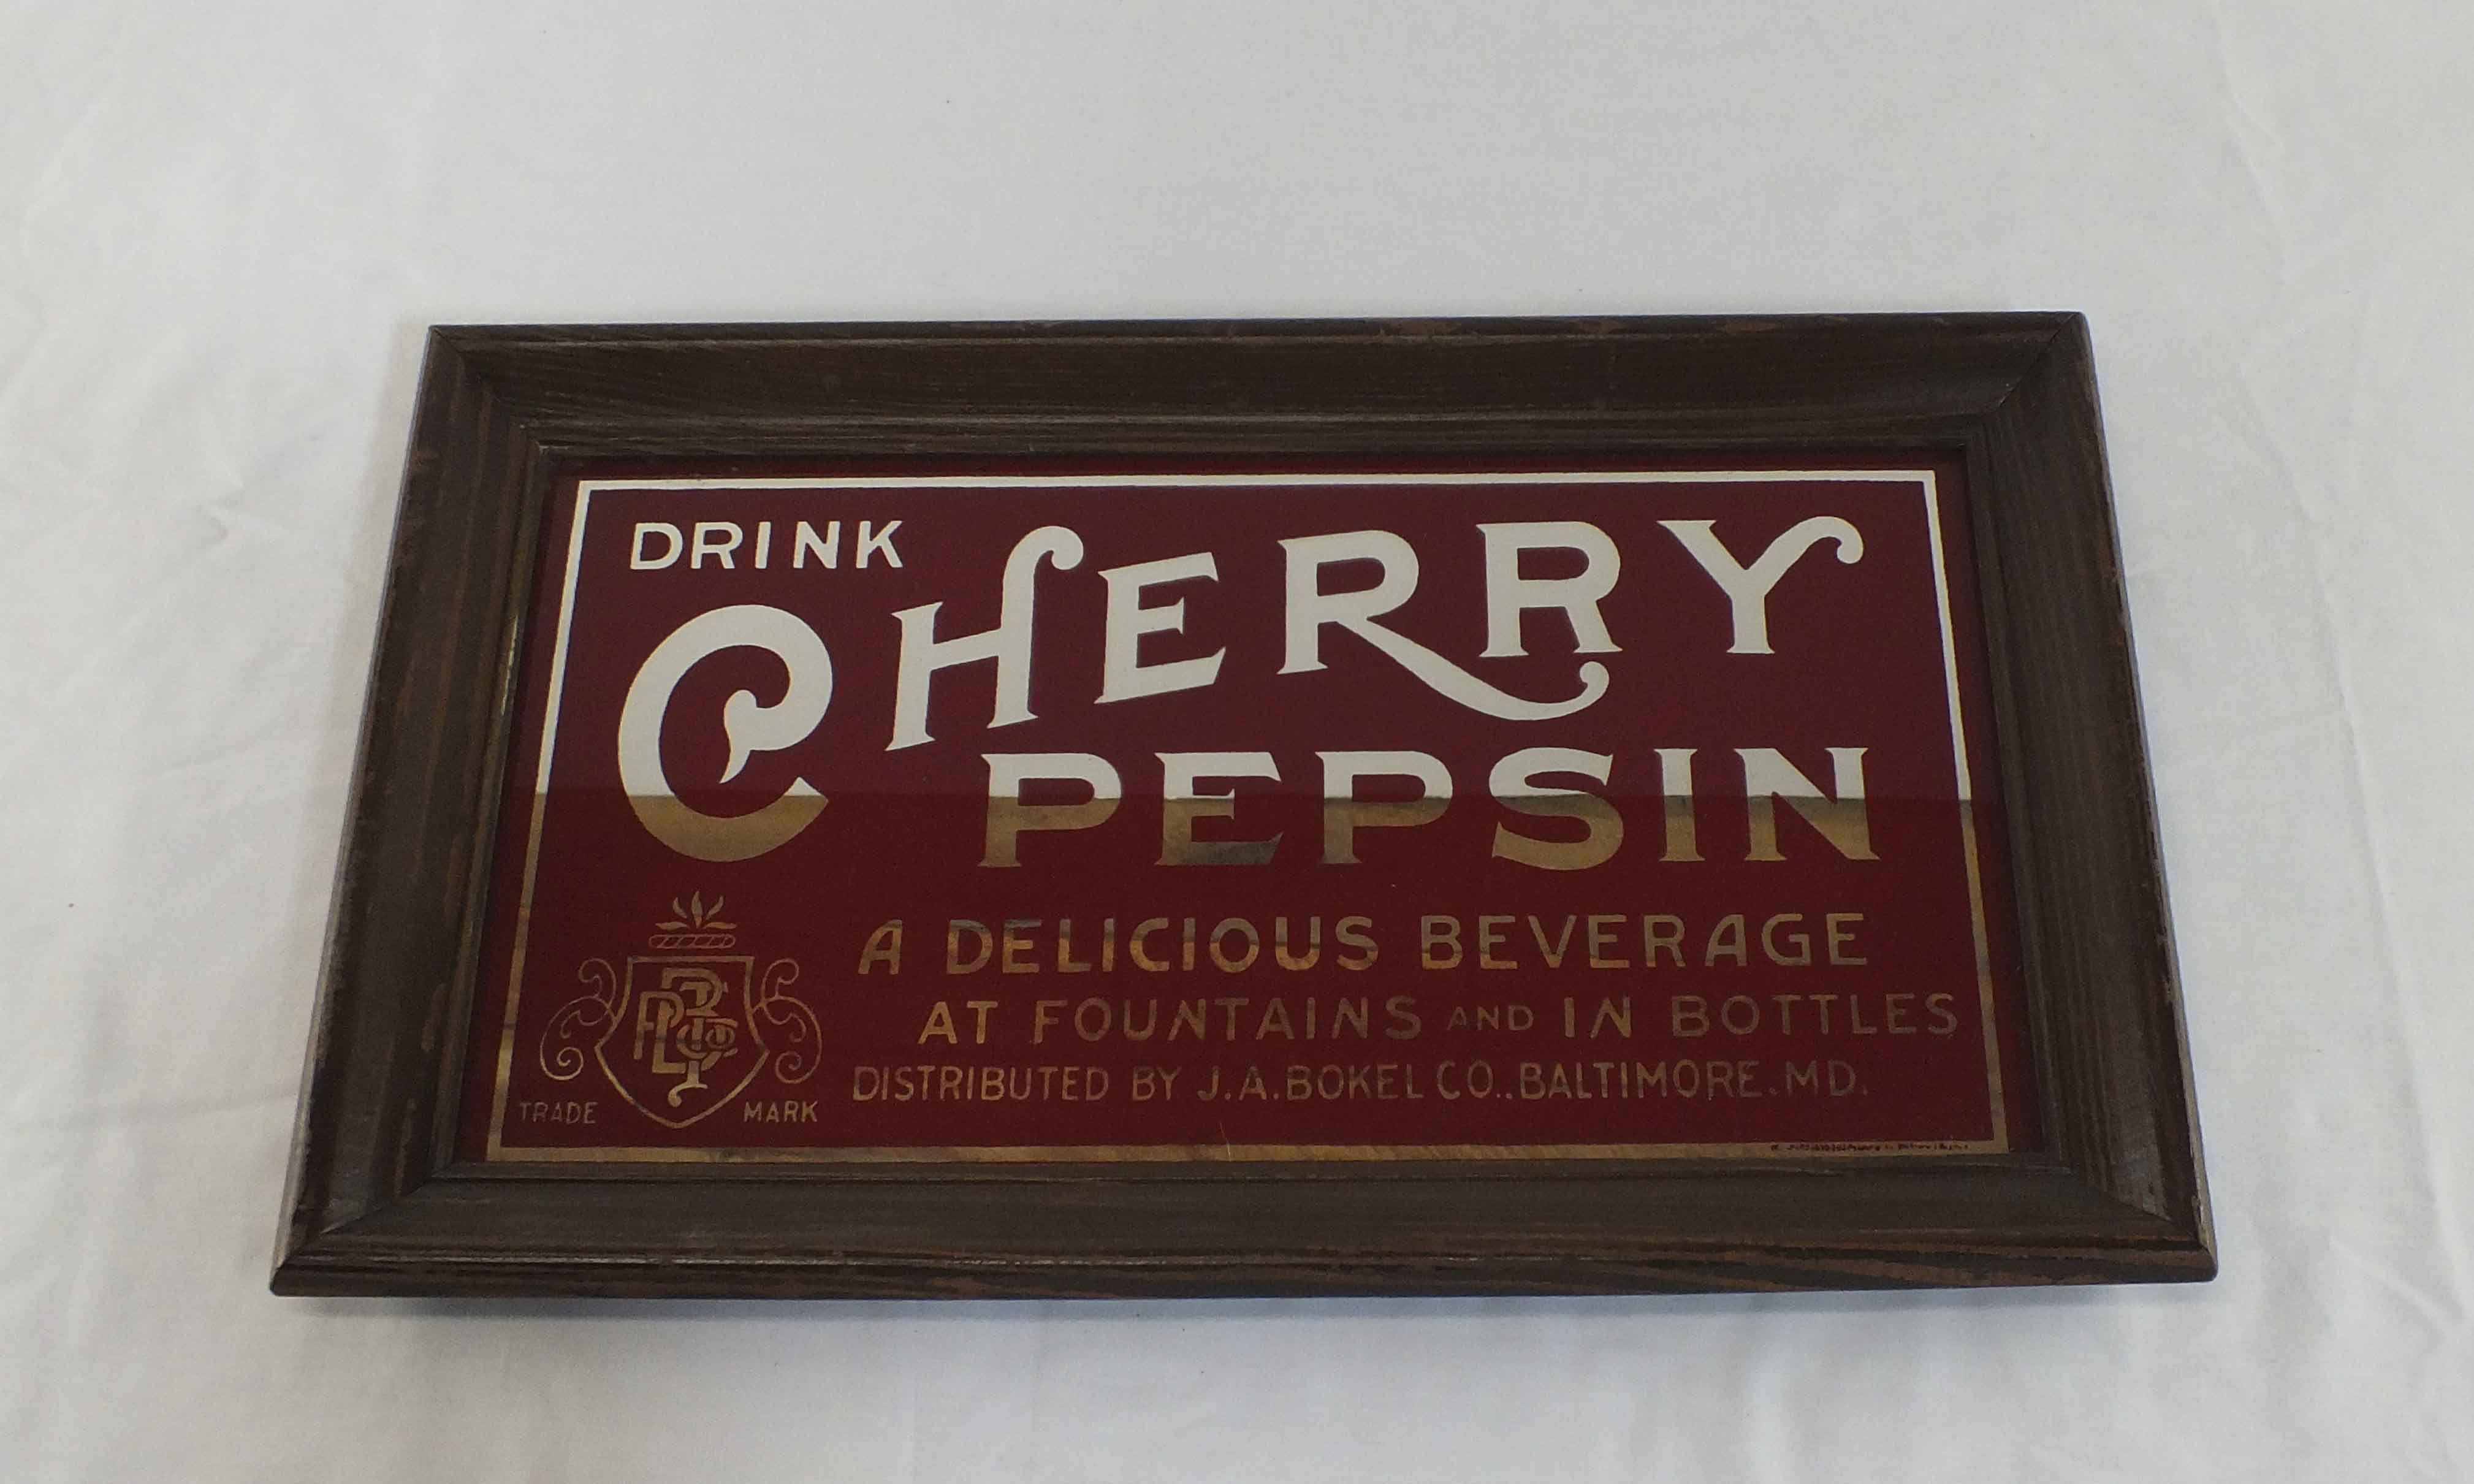 DRINK
CHERRY
PEPSIN
A DELICIOUS BEVERAGE
AT FOUNTAINS AND IN BOTTLES
DISTRIBUTED BY J.A. BOKEL CO., BALTIMORE, MD.
TRADE MARK